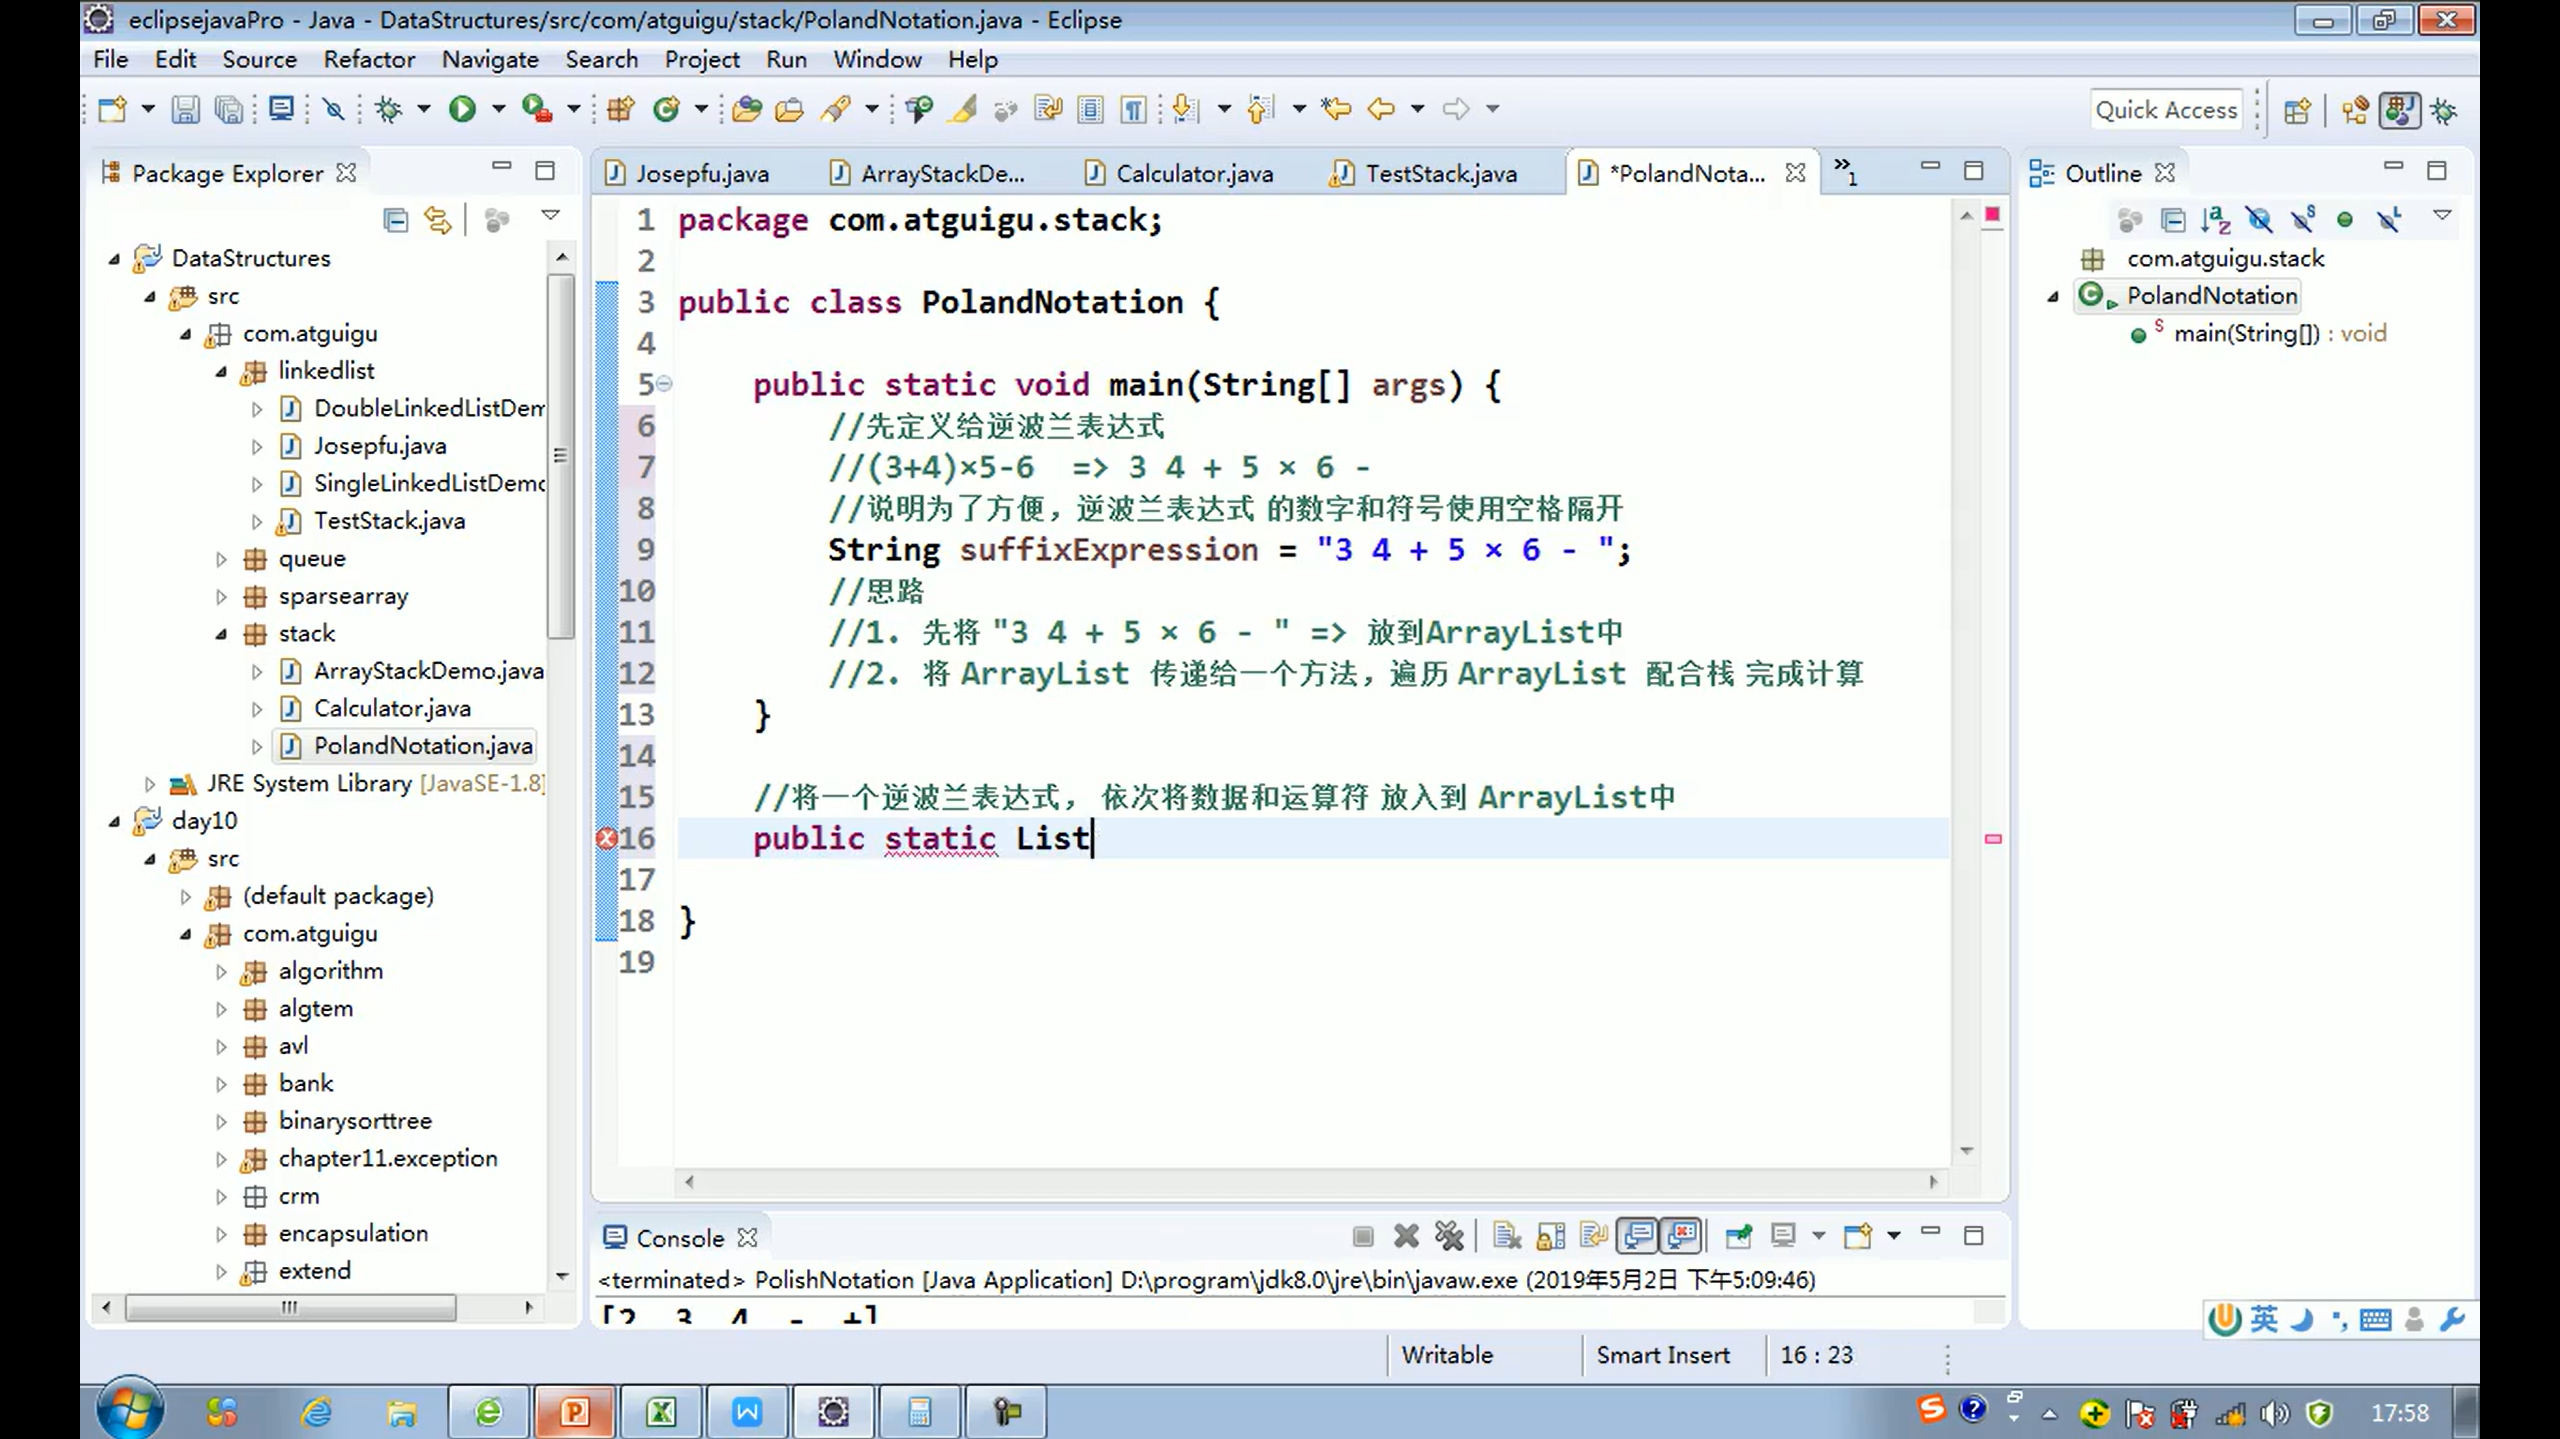 eclipsejavaPro - Java - DataStructures/src/com/atguigu/stack/PolandNotation.java - Eclipse
File Edit Source Refactor Navigate Search Project Run Window Help
Quick Access
Package Explorer
DataStructures
src
com.atguigu
linkedlist
DoubleLinkedListDem
Josepfu.java
SingleLinkedListDemo
TestStack.java
queue
sparsearray
stack
ArrayStackDemo.java
Calculator.java
PolandNotation.java
JRE System Library [JavaSE-1.8]
day10
src
(default package)
com.atguigu
algorithm
algtem
avl
bank
binarysorttree
chapter11.exception
crm
encapsulation
extend
Josepfu.java ArrayStackDe... Calculator.java TestStack.java *PolandNota... »1
1 package com.atguigu.stack;
2
3 public class PolandNotation {
4
5 public static void main(String[] args) {
6 //先定义给逆波兰表达式
7 //(3+4)×5-6 => 3 4 + 5 × 6 -
8 //说明为了方便，逆波兰表达式 的数字和符号使用空格隔开
9 String suffixExpression = "3 4 + 5 × 6 - ";
10 //思路
11 //1. 先将 "3 4 + 5 × 6 - " => 放到ArrayList中
12 //2. 将 ArrayList 传递给一个方法，遍历 ArrayList 配合栈 完成计算
13 }
14
15 //将一个逆波兰表达式， 依次将数据和运算符 放入到 ArrayList中
16 public static List
17
18 }
19
Outline
com.atguigu.stack
PolandNotation
main(String[]) : void
Console
<terminated> PolishNotation [Java Application] D:\program\jdk8.0\jre\bin\javaw.exe (2019年5月2日 下午5:09:46)
[2, 3, 4, -, +]
英
Writable Smart Insert 16 : 23
17:58